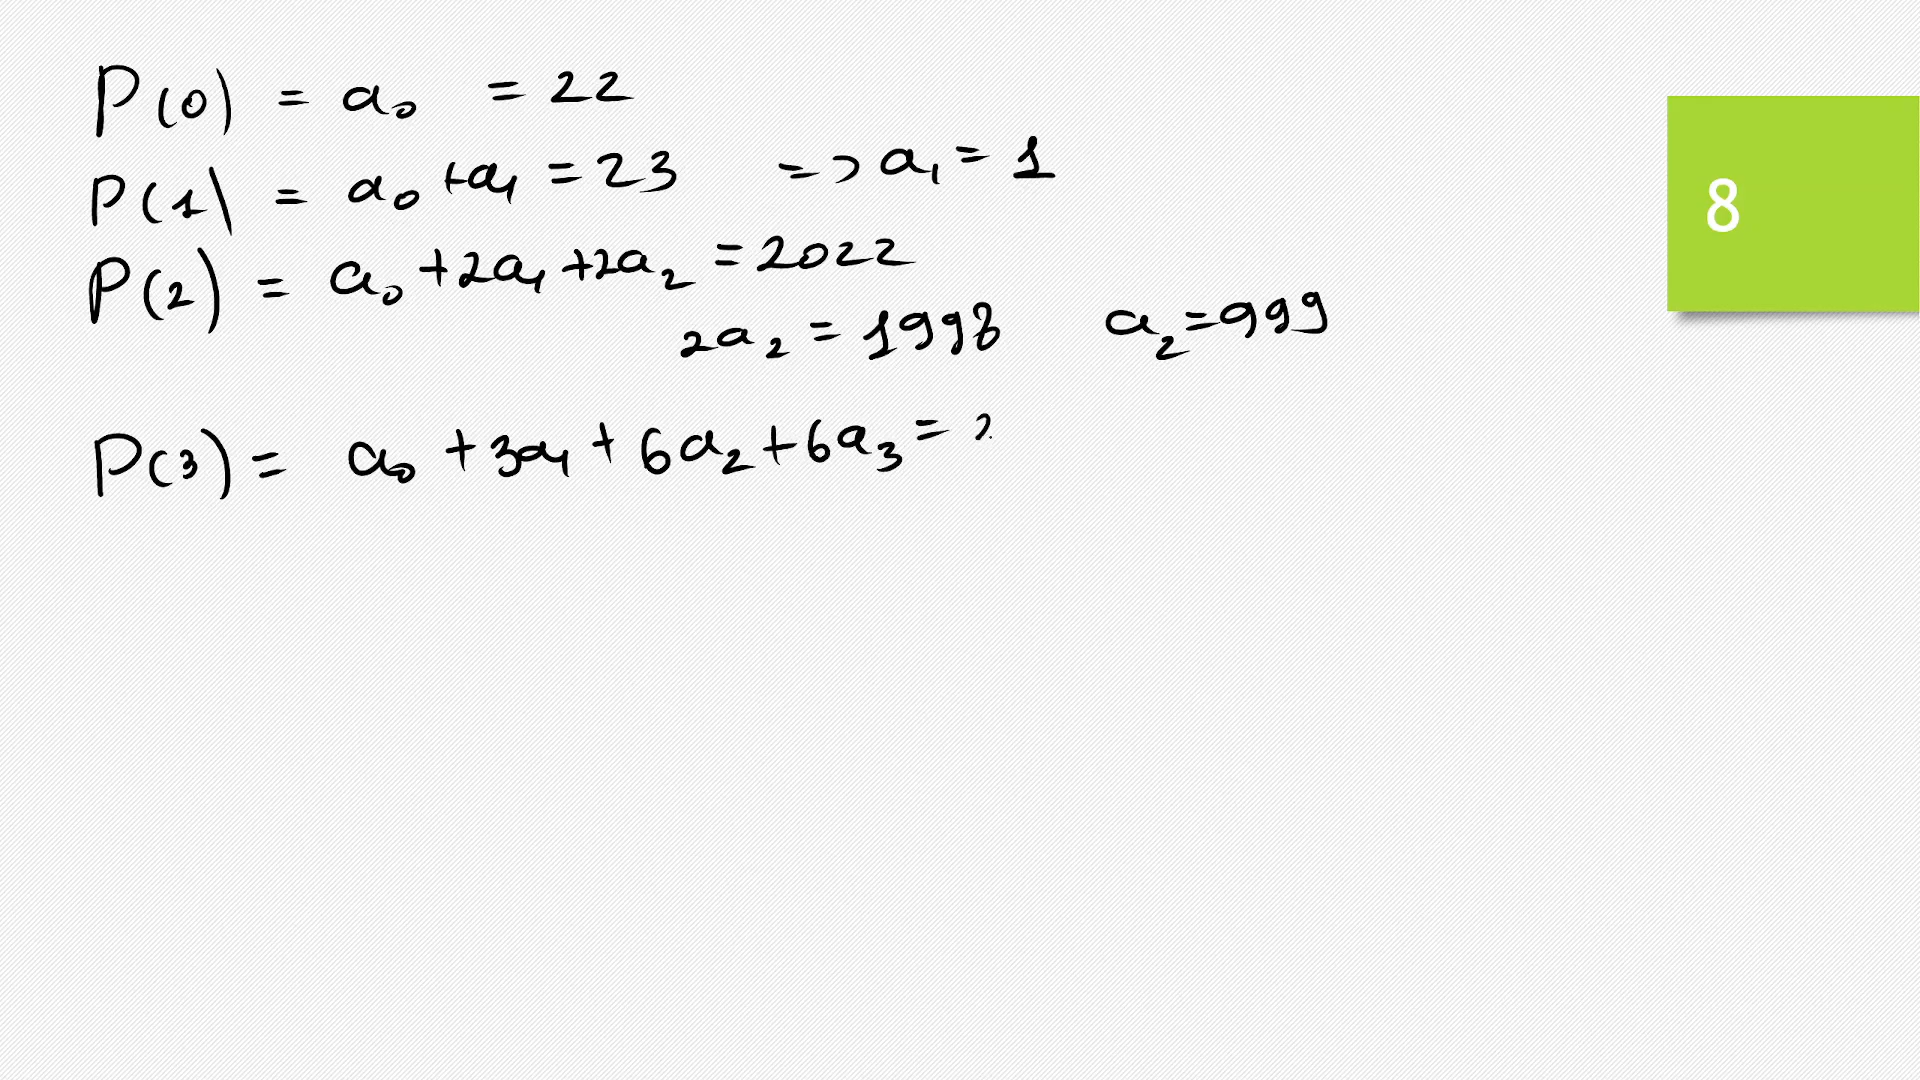 P(0) = a₀ = 22
P(1) = a₀ + a₁ = 23 => a₁ = 1
8
P(2) = a₀ + 2a₁ + 2a₂ = 2022
2a₂ = 1998 a₂ = 999
P(3) = a₀ + 3a₁ + 6a₂ + 6a₃ = ?